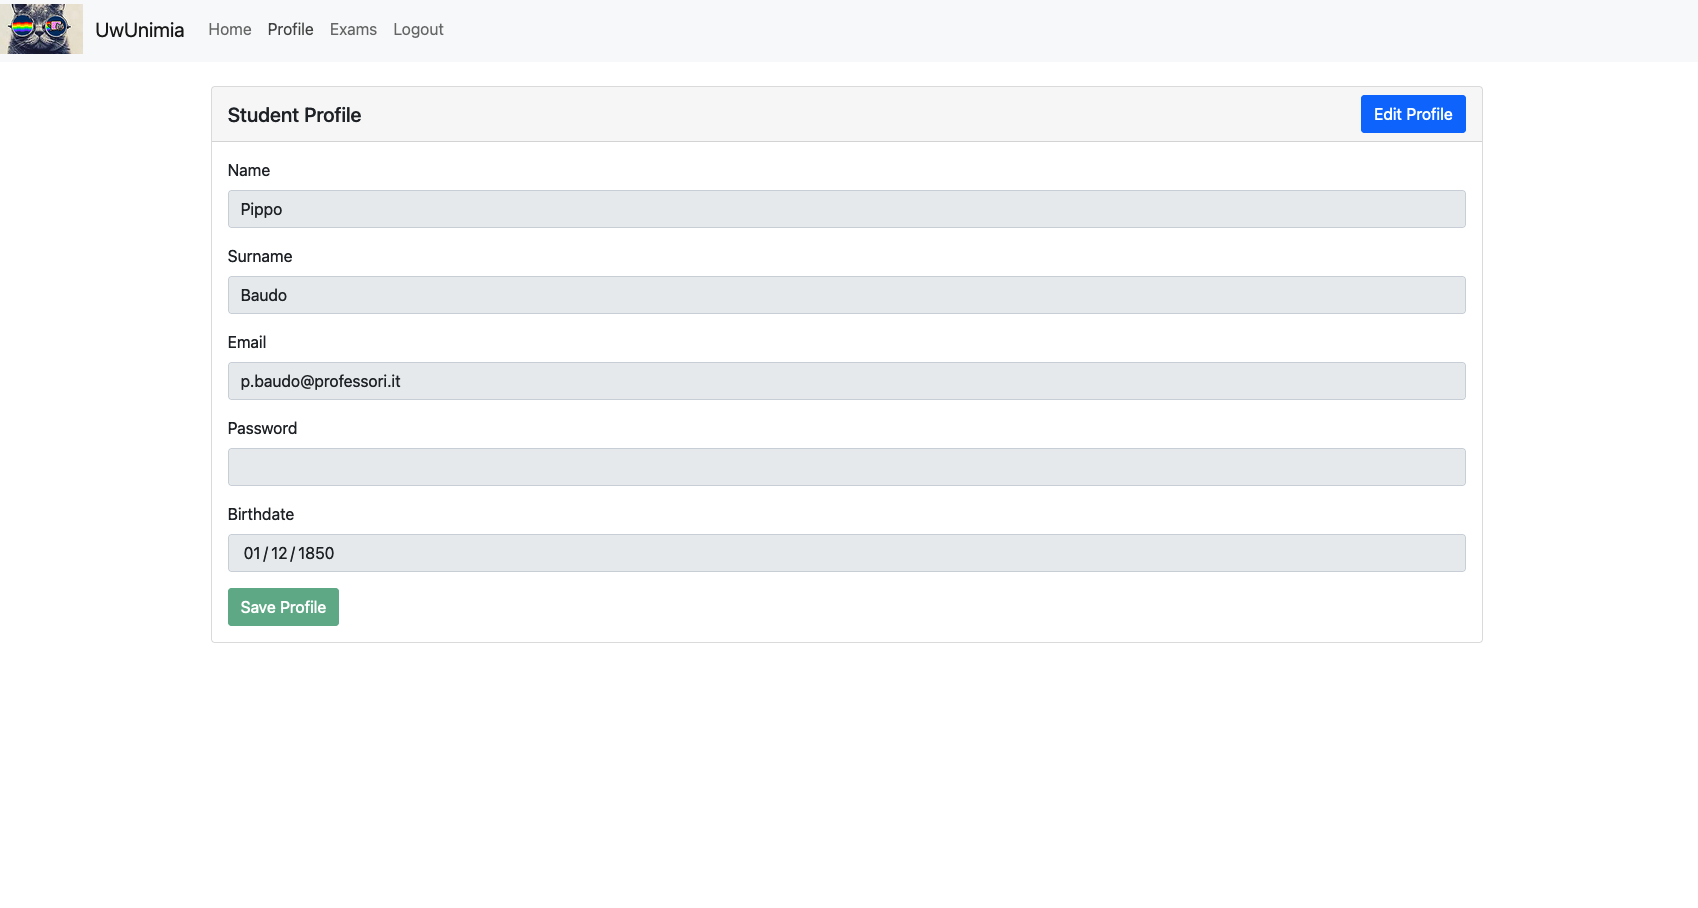 UwUnimia Home Profile Exams Logout
Student Profile Edit Profile
Name
Pippo
Surname
Baudo
Email
p.baudo@professori.it
Password
Birthdate
01/12/1850
Save Profile